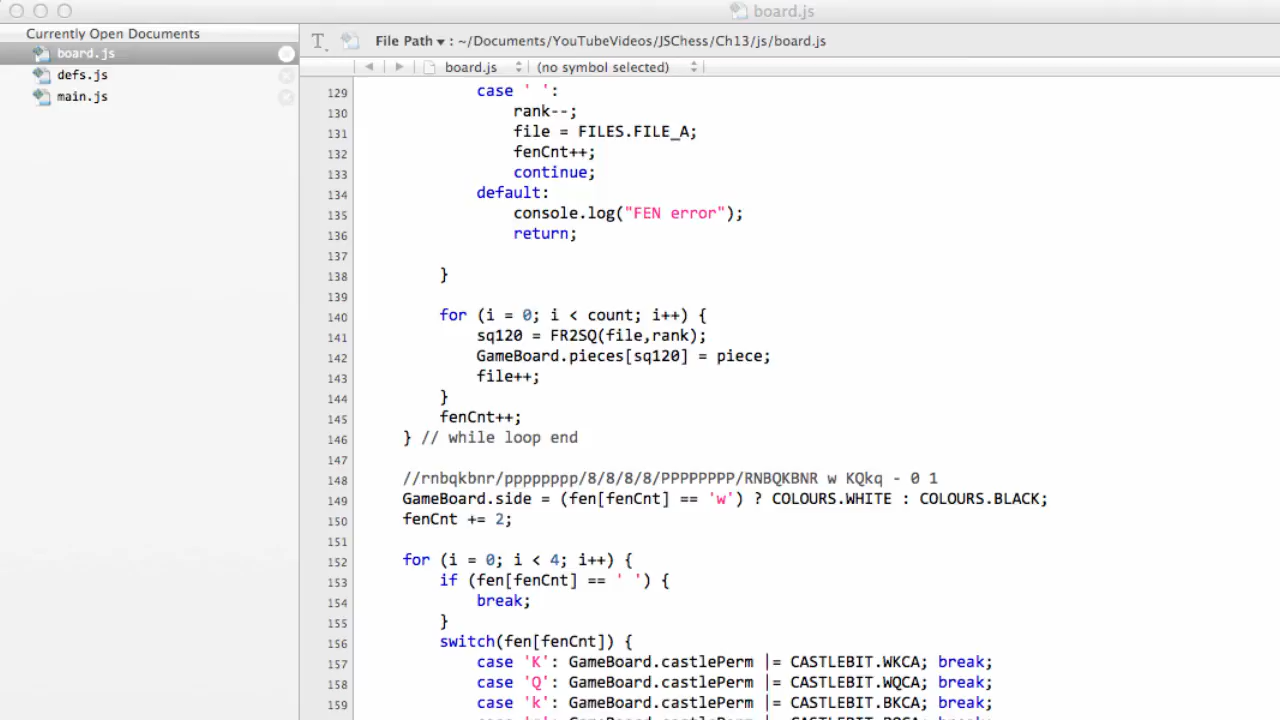 board.js
Currently Open Documents
board.js
defs.js
main.js
File Path ▾ : ~/Documents/YouTubeVideos/JSChess/Ch13/js/board.js
board.js (no symbol selected)
129 case ' ':
130 rank--;
131 file = FILES.FILE_A;
132 fenCnt++;
133 continue;
134 default:
135 console.log("FEN error");
136 return;
137
138 }
139
140 for (i = 0; i < count; i++) {
141 sq120 = FR2SQ(file,rank);
142 GameBoard.pieces[sq120] = piece;
143 file++;
144 }
145 fenCnt++;
146 } // while loop end
147
148 //rnbqkbnr/pppppppp/8/8/8/8/PPPPPPPP/RNBQKBNR w KQkq - 0 1
149 GameBoard.side = (fen[fenCnt] == 'w') ? COLOURS.WHITE : COLOURS.BLACK;
150 fenCnt += 2;
151
152 for (i = 0; i < 4; i++) {
153 if (fen[fenCnt] == ' ') {
154 break;
155 }
156 switch(fen[fenCnt]) {
157 case 'K': GameBoard.castlePerm |= CASTLEBIT.WKCA; break;
158 case 'Q': GameBoard.castlePerm |= CASTLEBIT.WQCA; break;
159 case 'k': GameBoard.castlePerm |= CASTLEBIT.BKCA; break;